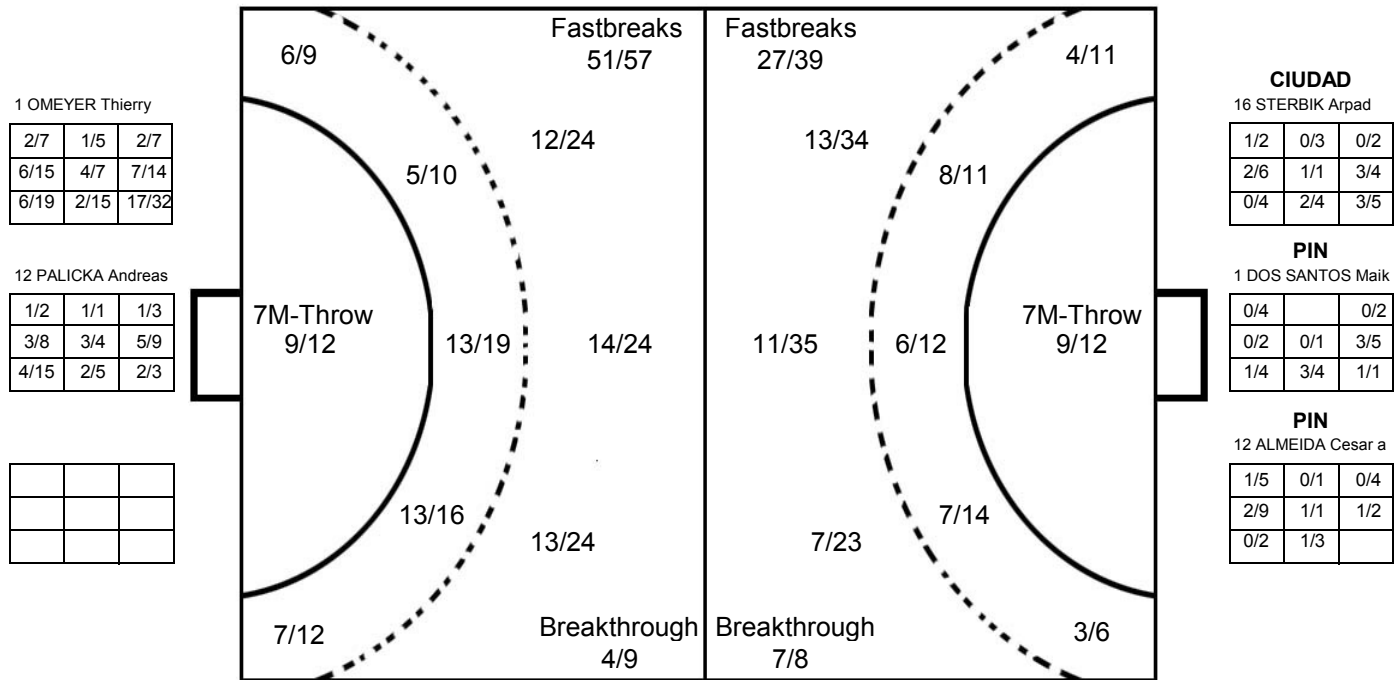 1 OMEYER Thierry
2/7 1/5 2/7
6/15 4/7 7/14
6/19 2/15 17/32
12 PALICKA Andreas
1/2 1/1 1/3
3/8 3/4 5/9
4/15 2/5 2/3
Fastbreaks
51/57
6/9
12/24
5/10
7M-Throw
9/12
13/19
14/24
13/16
13/24
7/12
Breakthrough
4/9
Fastbreaks
27/39
4/11
13/34
8/11
11/35
6/12
7M-Throw
9/12
7/14
7/23
3/6
Breakthrough
7/8
CIUDAD
16 STERBIK Arpad
1/2 0/3 0/2
2/6 1/1 3/4
0/4 2/4 3/5
PIN
1 DOS SANTOS Maik
0/4 0/2
0/2 0/1 3/5
1/4 3/4 1/1
PIN
12 ALMEIDA Cesar a
1/5 0/1 0/4
2/9 1/1 1/2
0/2 1/3